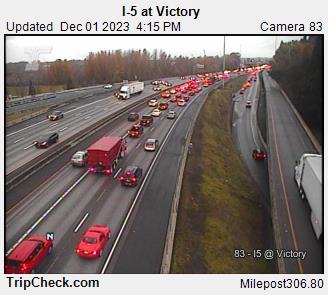 I-5 at Victory
Updated Dec 01 2023 4:15 PM Camera 83
N
83 - I5 @ Victory
TripCheck.com Milepost306.80